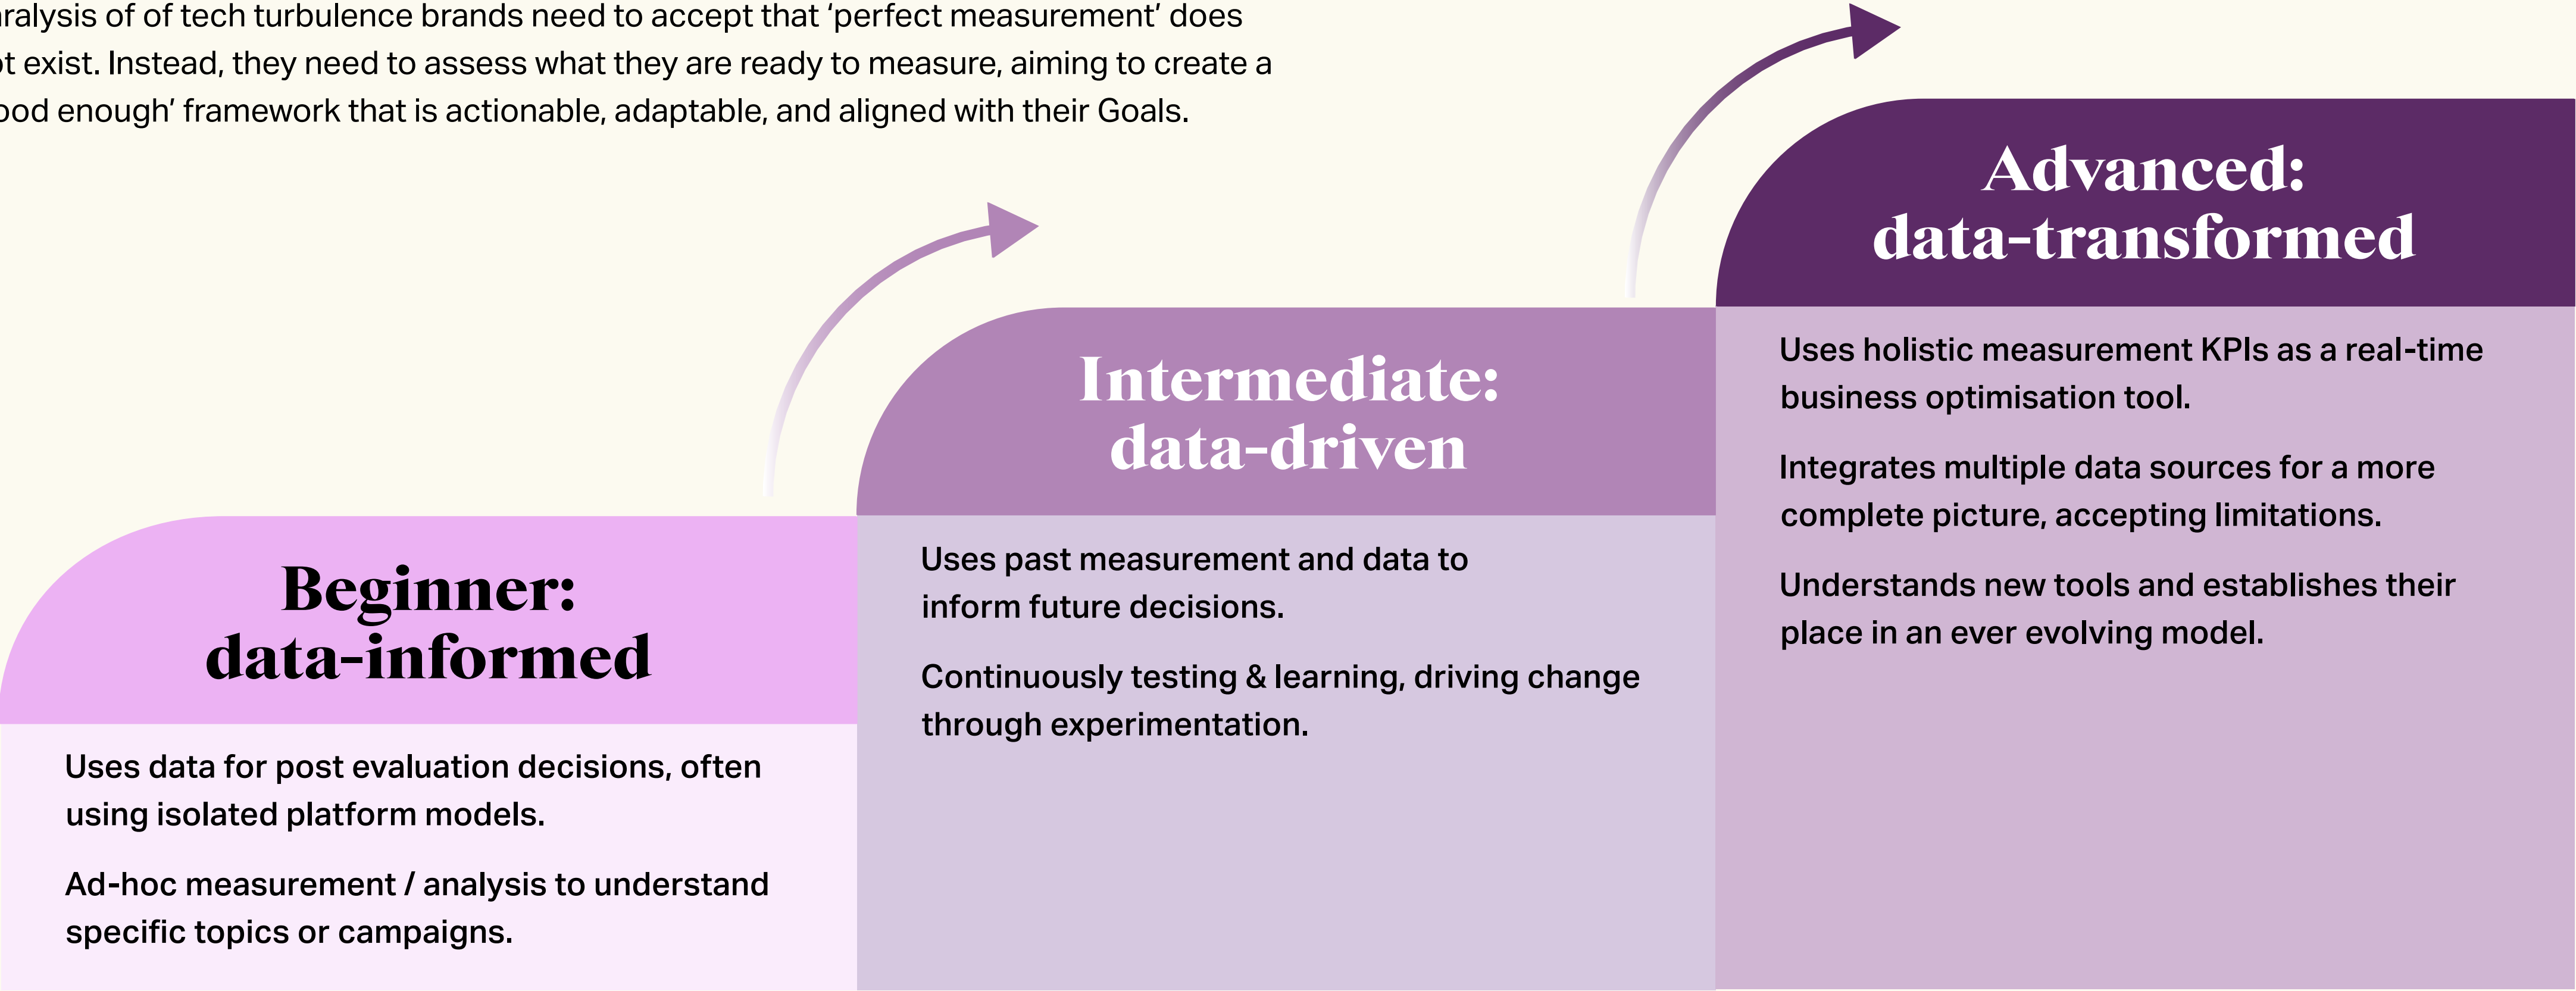 aralysis of of tech turbulence brands need to accept that ‘perfect measurement’ does
ot exist. Instead, they need to assess what they are ready to measure, aiming to create a
ood enough’ framework that is actionable, adaptable, and aligned with their Goals.
Beginner:
data-informed
Uses data for post evaluation decisions, often
using isolated platform models.
Ad-hoc measurement / analysis to understand
specific topics or campaigns.
Intermediate:
data-driven
Uses past measurement and data to
inform future decisions.
Continuously testing & learning, driving change
through experimentation.
Advanced:
data-transformed
Uses holistic measurement KPIs as a real-time
business optimisation tool.
Integrates multiple data sources for a more
complete picture, accepting limitations.
Understands new tools and establishes their
place in an ever evolving model.